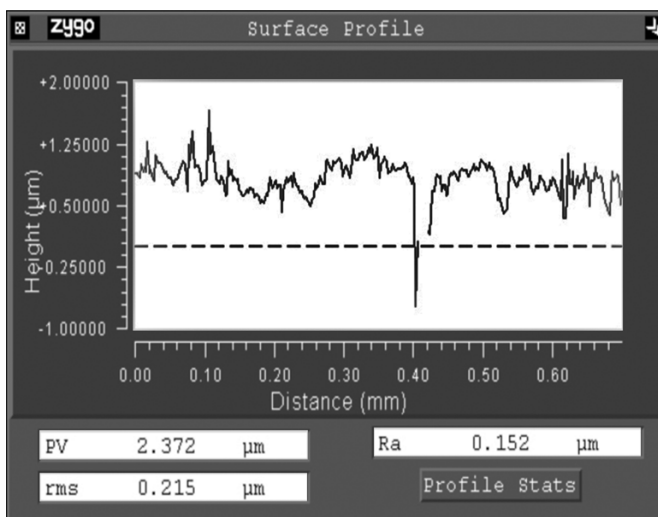 zygo Surface Profile
+2.00000
+1.25000
+0.50000
-0.25000
-1.00000
Height (µm)
0.00 0.10 0.20 0.30 0.40 0.50 0.60
Distance (mm)
PV 2.372 µm
Ra 0.152 µm
rms 0.215 µm
Profile Stats